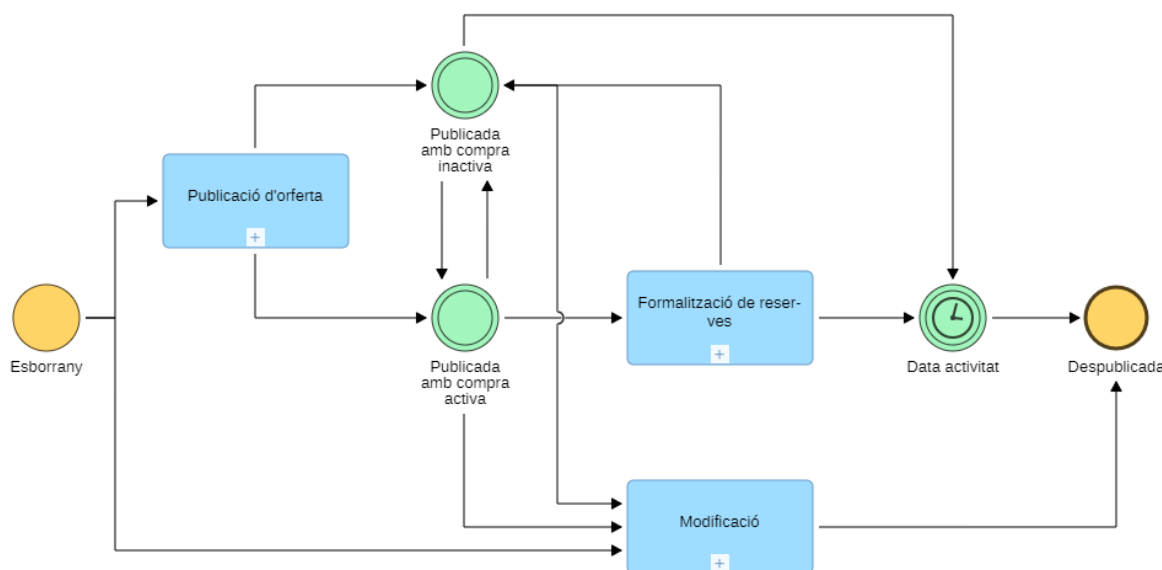 Publicada
amb compra
inactiva
Publicació d'orferta
Formalització de reser-
ves
Esborrany
Publicada
amb compra
activa
Data activitat
Despublicada
Modificació